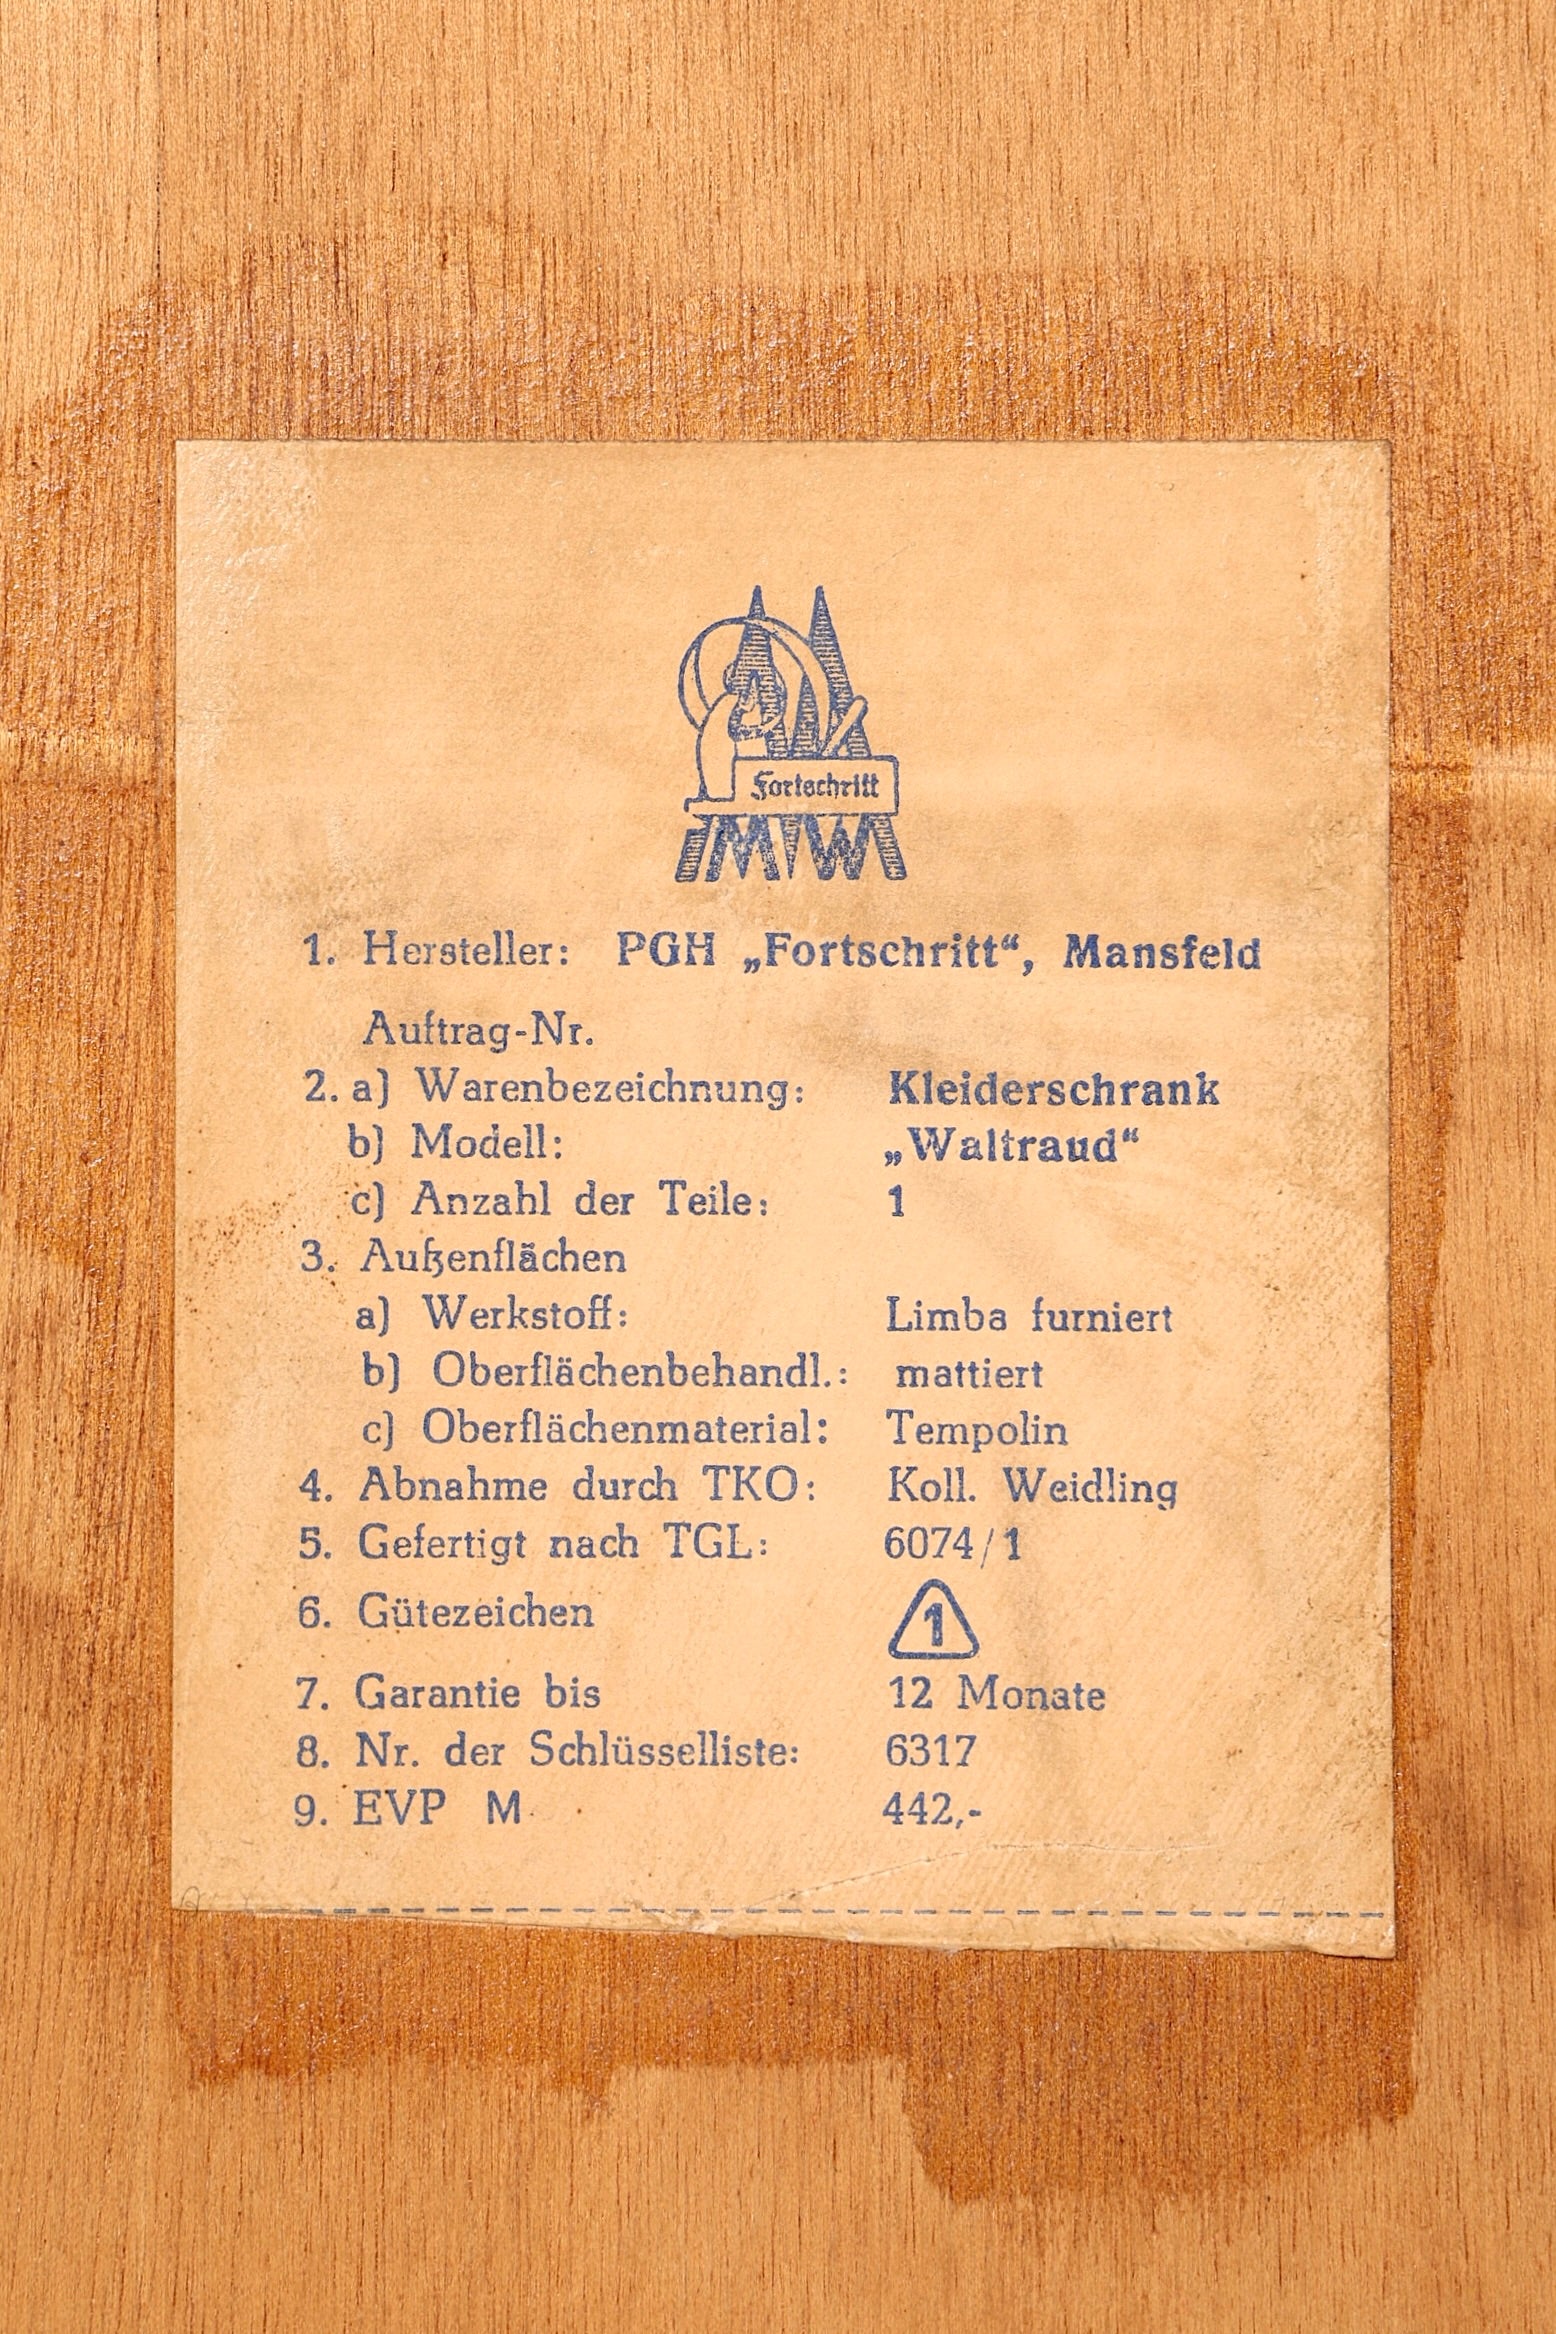 Fortschritt
MW
1. Hersteller: PGH „Fortschritt“, Mansfeld
Auftrag-Nr.
2. a) Warenbezeichnung: Kleiderschrank
b) Modell: „Waltraud“
c) Anzahl der Teile: 1
3. Außenflächen
a) Werkstoff: Limba furniert
b) Oberflächenbehandl.: mattiert
c) Oberflächenmaterial: Tempolin
4. Abnahme durch TKO: Koll. Weidling
5. Gefertigt nach TGL: 6074/1
6. Gütezeichen 1
7. Garantie bis 12 Monate
8. Nr. der Schlüsselliste: 6317
9. EVP M 442,-